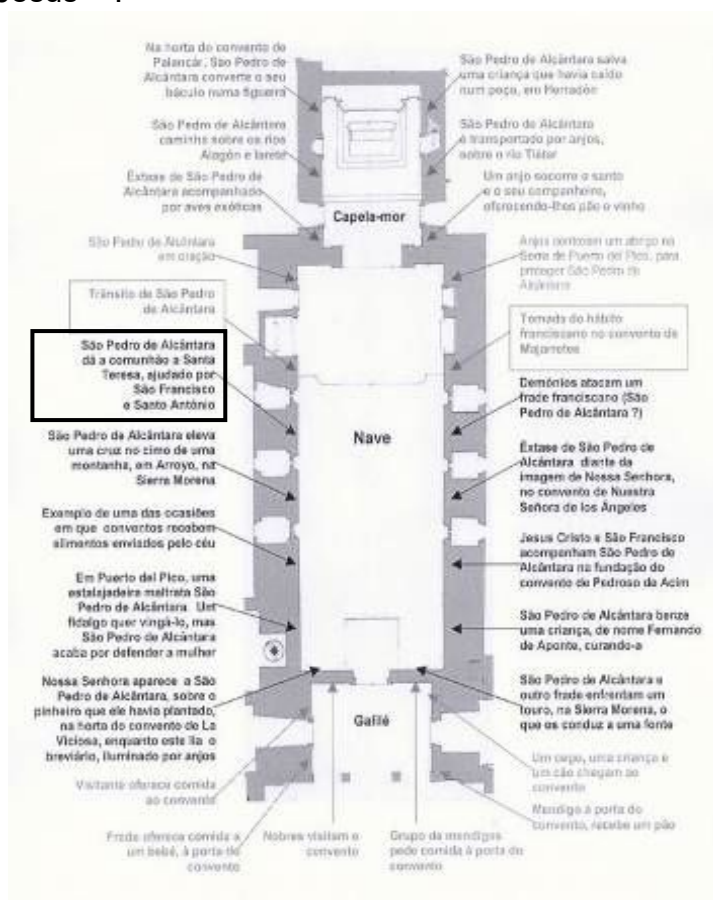 Na horta do convento de
Palancár, São Pedro de
Alcântara converte o seu
báculo numa figueira
São Pedro de Alcântara
caminha sobre os rios
Alagón e Iarete
Êxtase de São Pedro de
Alcântara acompanhado
por aves exóticas
São Pedro de Alcântara
em oração
Trânsito de São Pedro
de Alcântara
São Pedro de Alcântara
dá a comunhão a Santa
Teresa, ajudado por
São Francisco
e Santo António
São Pedro de Alcântara eleva
uma cruz no cimo de uma
montanha, em Arroyo, na
Sierra Morena
Exemplo de uma das ocasiões
em que conventos recebem
alimentos enviados pelo céu
Em Puerto del Pico, uma
estalajadeira maltrata São
Pedro de Alcântara. Um
fidalgo quer vingá-lo, mas
São Pedro de Alcântara
acaba por defender a mulher
Nossa Senhora aparece a São
Pedro de Alcântara, sobre o
pinheiro que ele havia plantado,
na horta do convento de La
Viciosa, enquanto este lia o
breviário, iluminado por anjos
Visitante oferece comida
ao convento
Frade oferece comida a
um bebé, à porta do
convento
Nobres visitam o
convento
Capela-mor
Nave
Galilé
São Pedro de Alcântara salva
uma criança que havia caído
num poço, em
São Pedro de Alcântara
é transportado por anjos,
sobre o rio Tiétar
Um anjo socorre o santo
e o seu companheiro,
oferecendo-lhes pão e vinho
Anjos constroem um abrigo na
Serra de Puerto del Pico, para
proteger São Pedro de
Alcântara
Tomada do hábito
franciscano no convento de
Majarretes
Demónios atacam um
frade franciscano (São
Pedro de Alcântara ?)
Êxtase de São Pedro de
Alcântara diante da
imagem de Nossa Senhora,
no convento de Nuestra
Señora de los Ángeles
Jesus Cristo e São Francisco
acompanham São Pedro de
Alcântara na fundação do
convento de Pedroso de Acim
São Pedro de Alcântara benze
uma criança, de nome Fernando
de Aponte, curando-a
São Pedro de Alcântara e
outro frade enfrentam um
touro, na Sierra Morena, o
que os conduz a uma fonte
Um cego, uma criança e
um cão chegam ao
convento
Mendigo à porta do
convento, recebe um pão
Grupo de mendigos
pede comida à porta do
convento